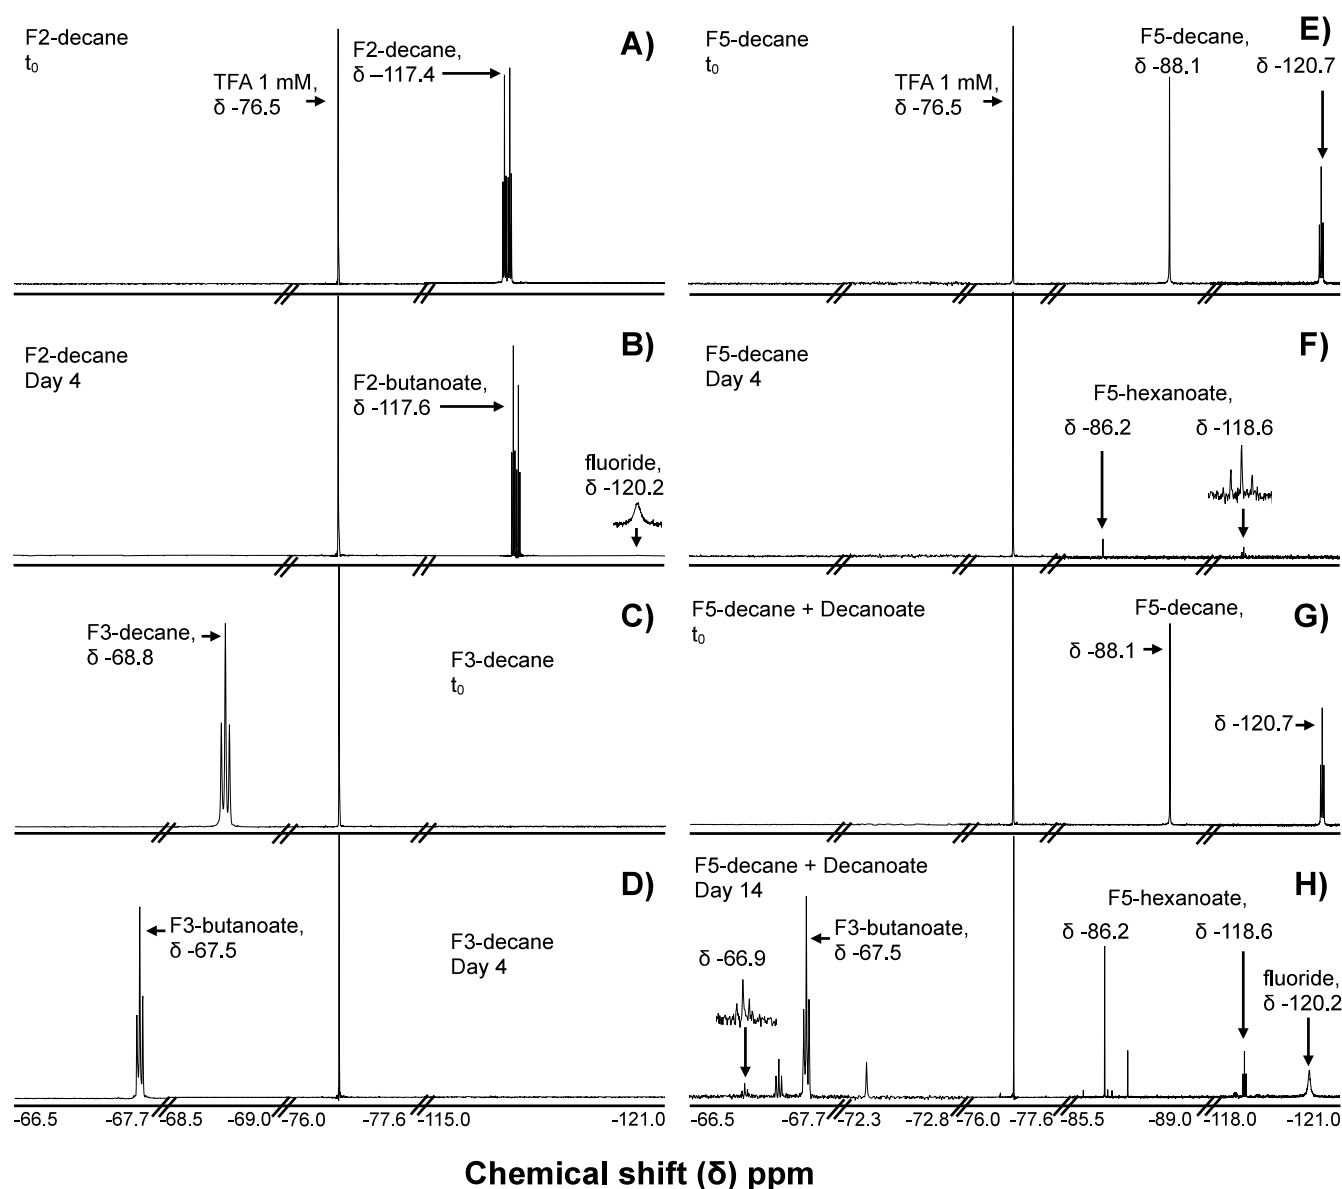 A)
F2-decane
t0
TFA 1 mM,
δ -76.5
F2-decane,
δ –117.4
E)
F5-decane
t0
TFA 1 mM,
δ -76.5
F5-decane,
δ -88.1
δ -120.7
B)
F2-decane
Day 4
F2-butanoate,
δ -117.6
fluoride,
δ -120.2
F)
F5-decane
Day 4
F5-hexanoate,
δ -86.2
δ -118.6
C)
F3-decane,
δ -68.8
F3-decane
t0
G)
F5-decane + Decanoate
t0
F5-decane,
δ -88.1
δ -120.7
D)
F3-butanoate,
δ -67.5
F3-decane
Day 4
H)
F5-decane + Decanoate
Day 14
δ -66.9
F3-butanoate,
δ -67.5
F5-hexanoate,
δ -86.2
δ -118.6
fluoride,
δ -120.2
-66.5 -67.7 -68.5 -69.0 -76.0 -77.6 -115.0 -121.0
-66.5 -67.7 -72.3 -72.8 -76.0 -77.6 -85.5 -89.0 -118.0 -121.0
Chemical shift (δ) ppm